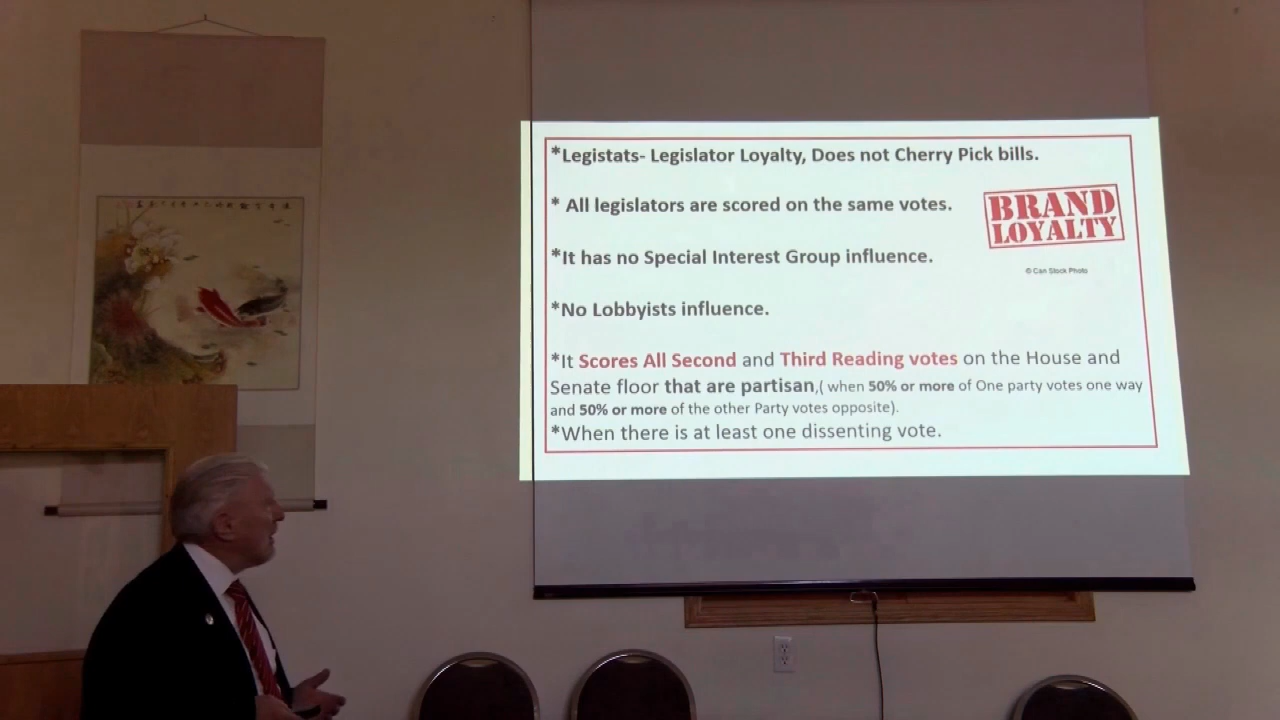 *Legistats- Legislator Loyalty, Does not Cherry Pick bills.
* All legislators are scored on the same votes.
BRAND
LOYALTY
© Can Stock Photo
*It has no Special Interest Group influence.
*No Lobbyists influence.
*It Scores All Second and Third Reading votes on the House and
Senate floor that are partisan,( when 50% or more of One party votes one way
and 50% or more of the other Party votes opposite).
*When there is at least one dissenting vote.